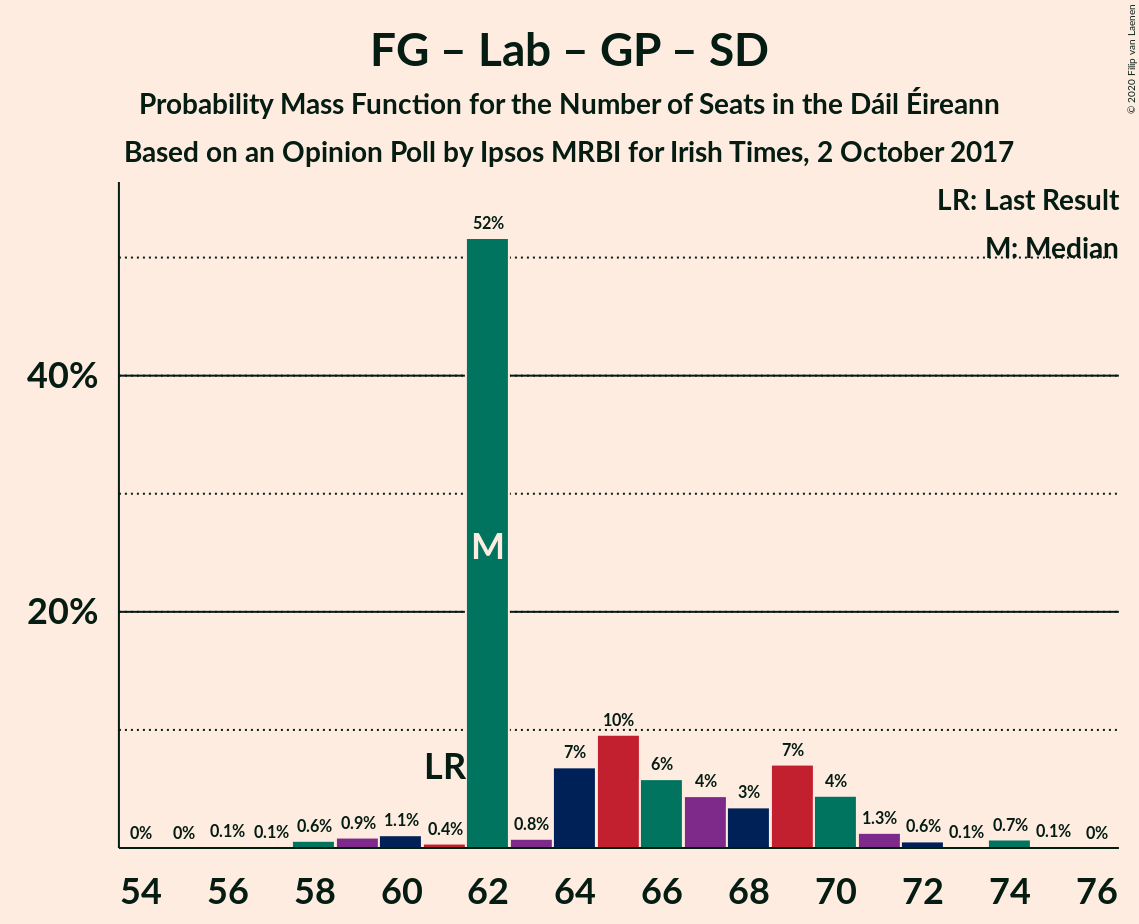 FG – Lab – GP – SD
Probability Mass Function for the Number of Seats in the Dáil Éireann
Based on an Opinion Poll by Ipsos MRBI for Irish Times, 2 October 2017
© 2020 Filip van Laenen
LR: Last Result
M: Median
40%
20%
0% 0% 0.1% 0.1% 0.6% 0.9% 1.1% 0.4% 52% 0.8% 7% 10% 6% 4% 3% 7% 4% 1.3% 0.6% 0.1% 0.7% 0.1% 0%
M
LR
54 56 58 60 62 64 66 68 70 72 74 76